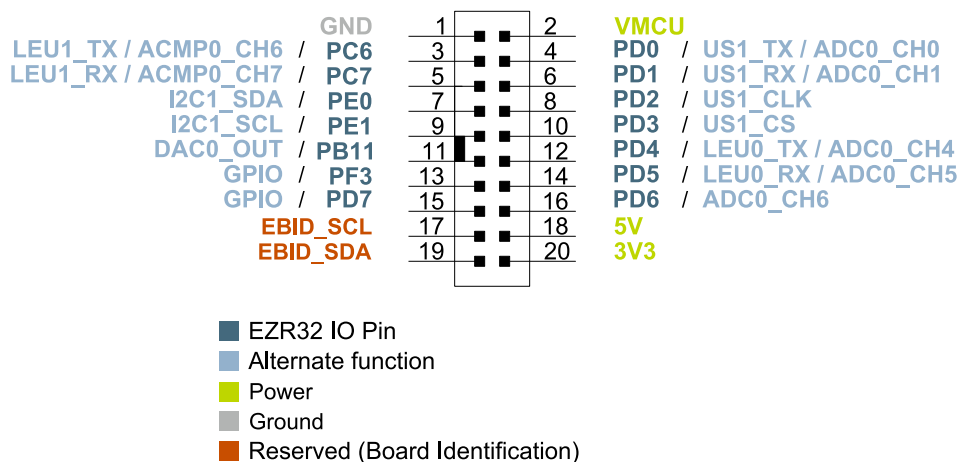 GND 1 2 VMCU
LEU1_TX / ACMP0_CH6 / PC6 3 4 PD0 / US1_TX / ADC0_CH0
LEU1_RX / ACMP0_CH7 / PC7 5 6 PD1 / US1_RX / ADC0_CH1
I2C1_SDA / PE0 7 8 PD2 / US1_CLK
I2C1_SCL / PE1 9 10 PD3 / US1_CS
DAC0_OUT / PB11 11 12 PD4 / LEU0_TX / ADC0_CH4
GPIO / PF3 13 14 PD5 / LEU0_RX / ADC0_CH5
GPIO / PD7 15 16 PD6 / ADC0_CH6
EBID_SCL 17 18 5V
EBID_SDA 19 20 3V3
EZR32 IO Pin
Alternate function
Power
Ground
Reserved (Board Identification)